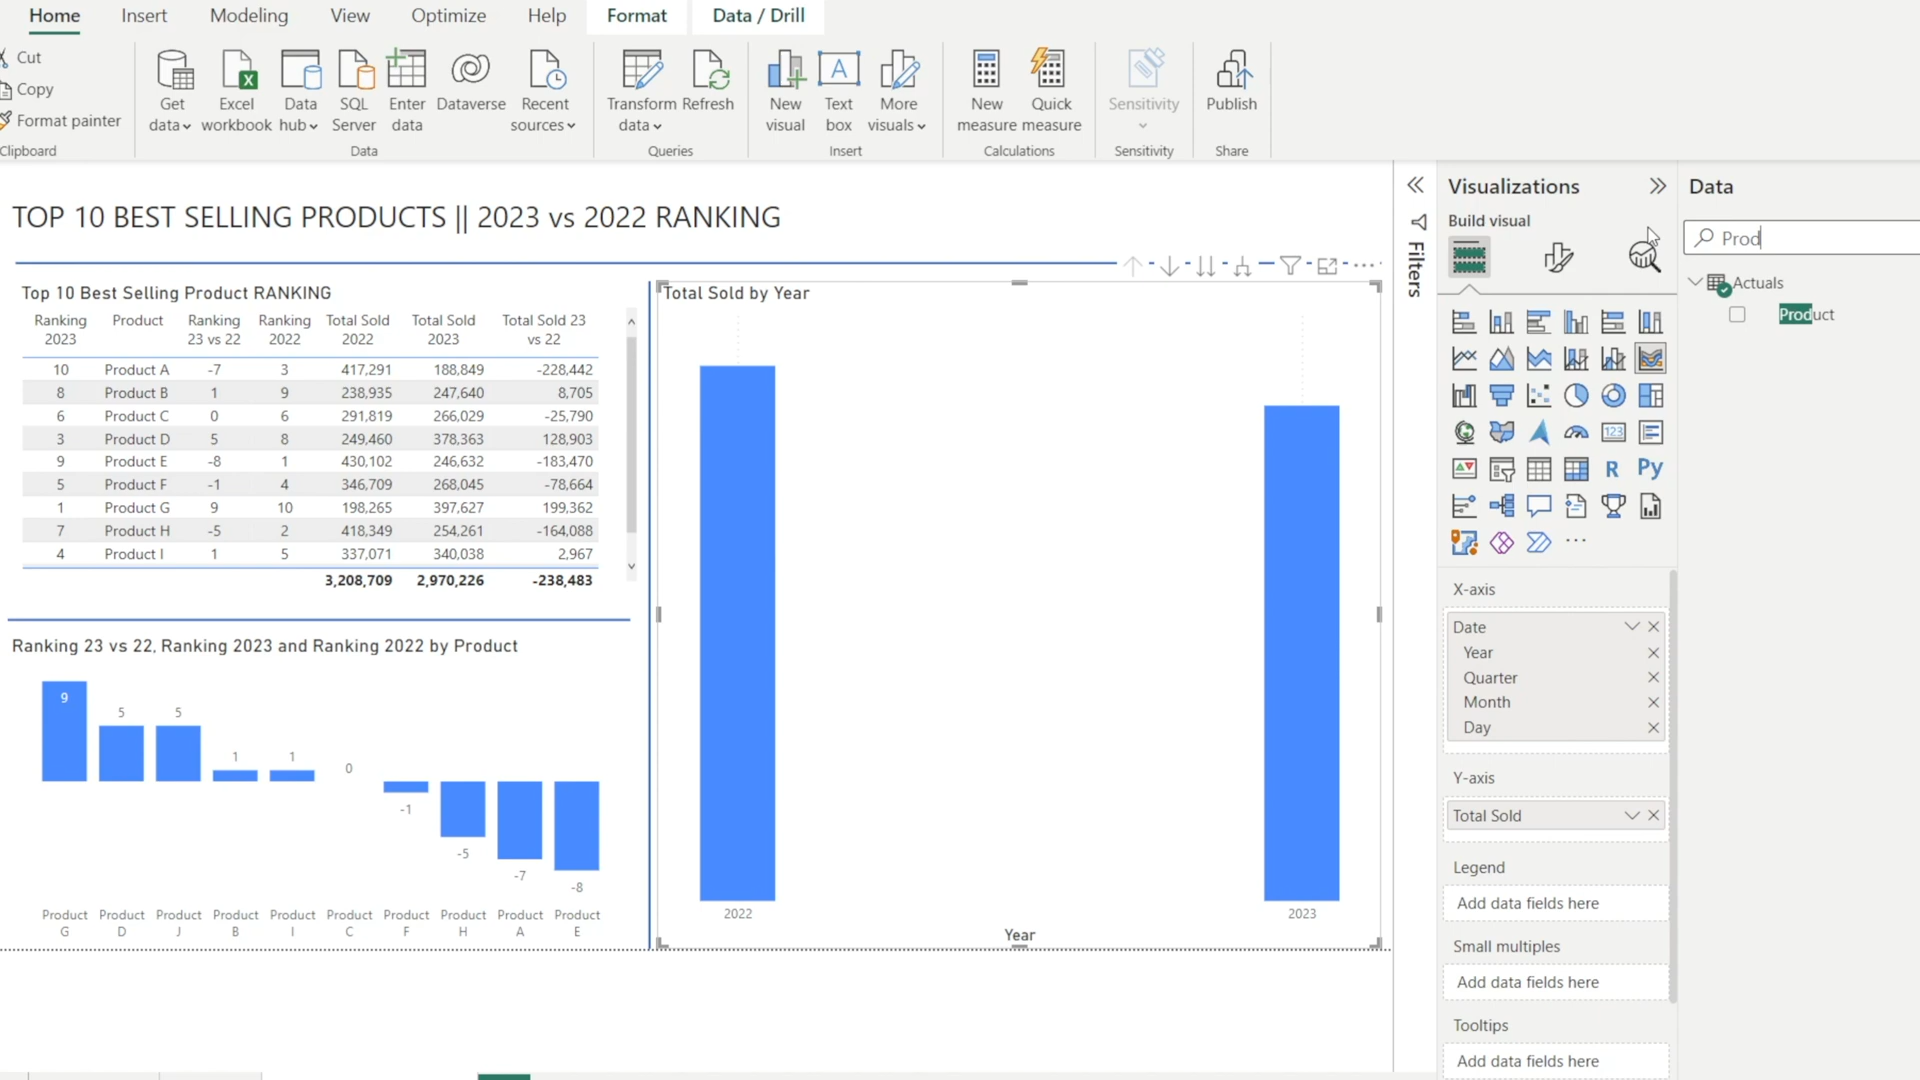 Home Insert Modeling View Optimize Help Format Data / Drill
Cut
Copy
Format painter
Clipboard
Get data
Excel workbook
Data hub
SQL Server
Enter data
Dataverse
Recent sources
Data
Transform data
Refresh
Queries
New visual
Text box
More visuals
Insert
New measure
Quick measure
Calculations
Sensitivity
Sensitivity
Publish
Share
TOP 10 BEST SELLING PRODUCTS || 2023 vs 2022 RANKING
Top 10 Best Selling Product RANKING
Ranking 2023 Product Ranking 23 vs 22 Ranking 2022 Total Sold 2022 Total Sold 2023 Total Sold 23 vs 22
10 Product A -7 3 417,291 188,849 -228,442
8 Product B 1 9 238,935 247,640 8,705
6 Product C 0 6 291,819 266,029 -25,790
3 Product D 5 8 249,460 378,363 128,903
9 Product E -8 1 430,102 246,632 -183,470
5 Product F -1 4 346,709 268,045 -78,664
1 Product G 9 10 198,265 397,627 199,362
7 Product H -5 2 418,349 254,261 -164,088
4 Product I 1 5 337,071 340,038 2,967
3,208,709 2,970,226 -238,483
Ranking 23 vs 22, Ranking 2023 and Ranking 2022 by Product
9 5 5 1 1 0 -1 -5 -7 -8
Product G Product D Product J Product B Product I Product C Product F Product H Product A Product E
Total Sold by Year
2022 2023
Year
Filters
Visualizations
Build visual
123
R Py
X-axis
Date
Year
Quarter
Month
Day
Y-axis
Total Sold
Legend
Add data fields here
Small multiples
Add data fields here
Tooltips
Add data fields here
Data
Prod
Actuals
Product